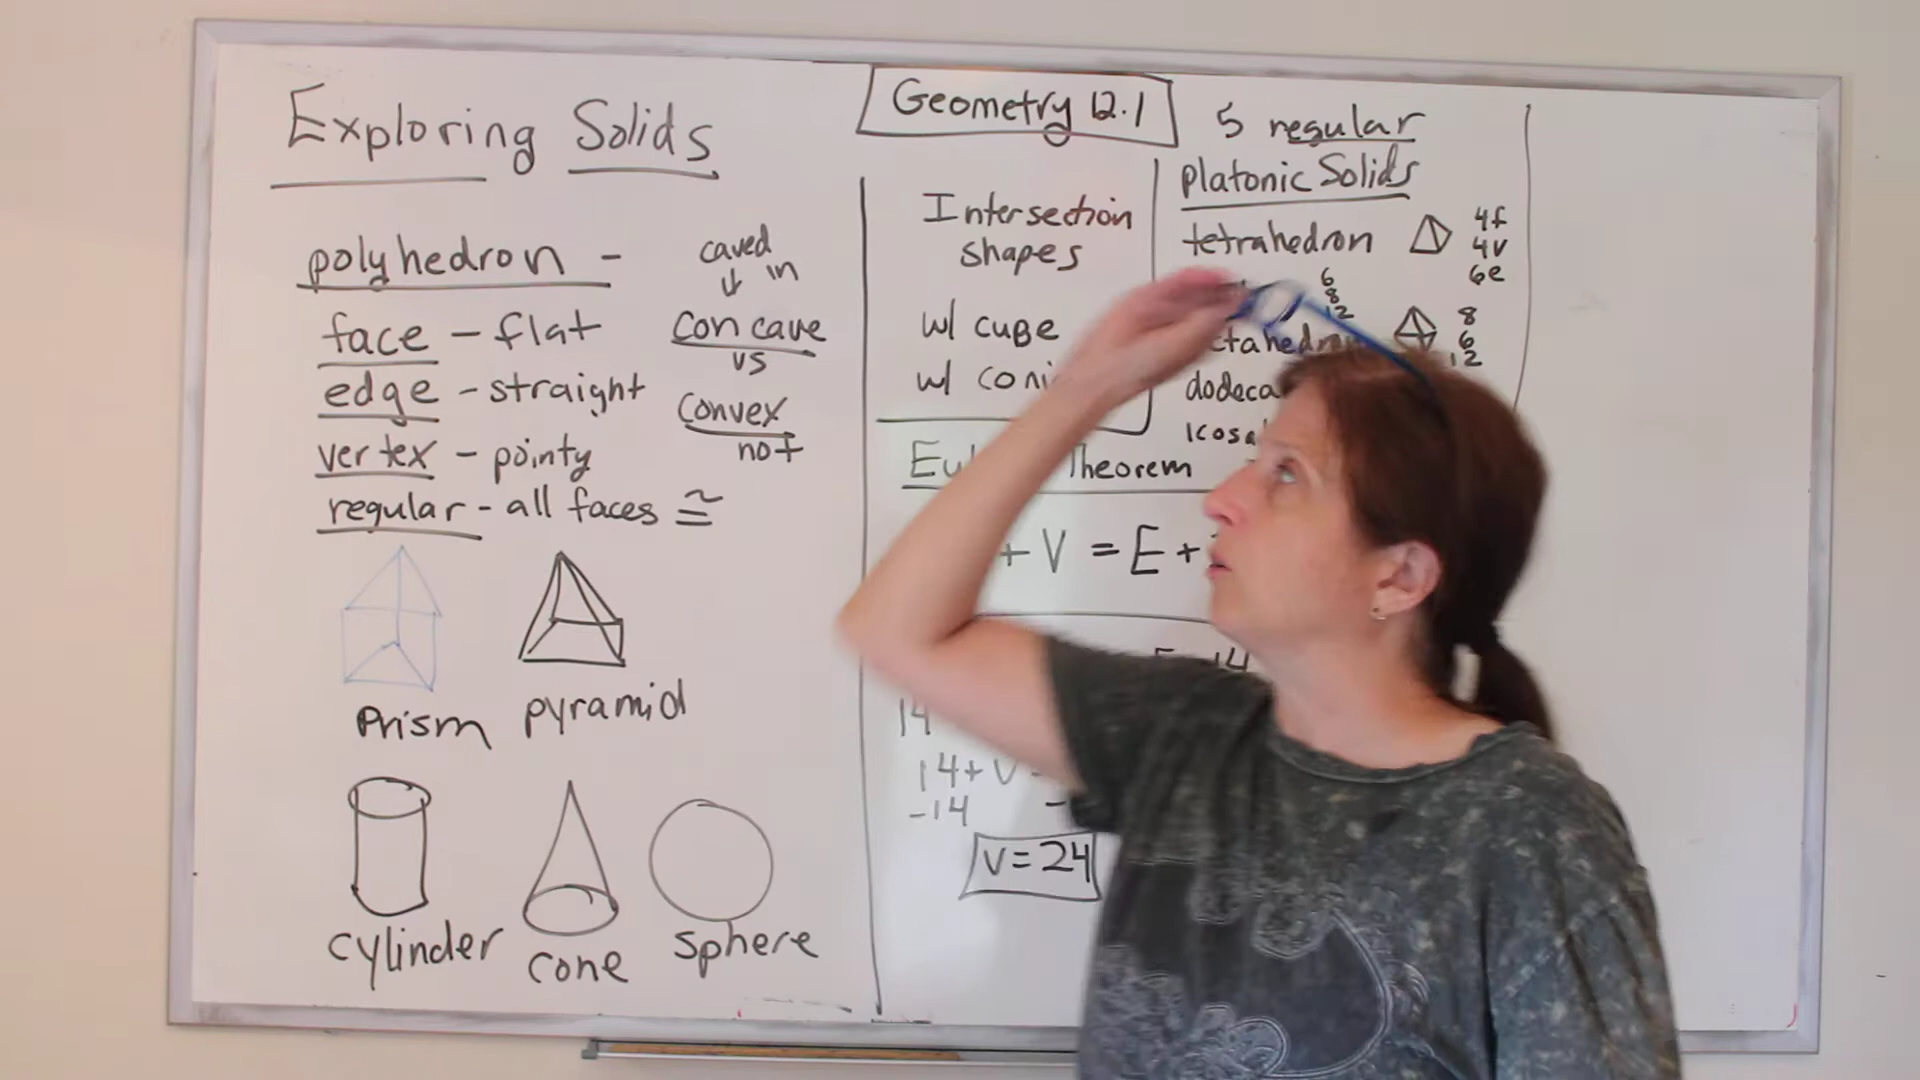 Exploring Solids
polyhedron -
face - flat
edge - straight
vertex - pointy
regular - all faces ≅
caved
↓ in
concave
vs
convex
not
prism
pyramid
cylinder
cone
sphere
Geometry 12.1
Intersection
shapes
w/ cube
w/
Theorem
+ V = E +
14
14
14 + V
-14 -
V = 24
5 regular
platonic Solids
tetrahedron
4f
4v
6e
6
8
12
8
6
12